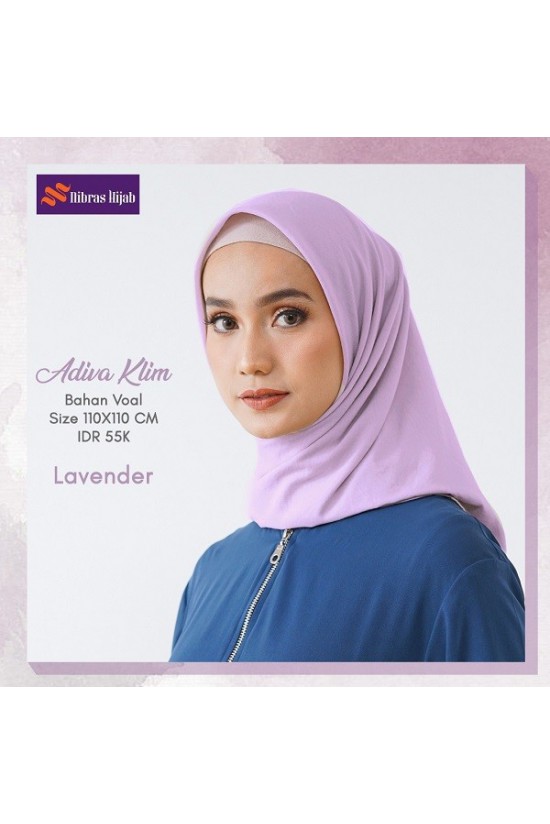 Nibras Hijab
Adiva Klim
Bahan Voal
Size 110X110 CM
IDR 55K
Lavender